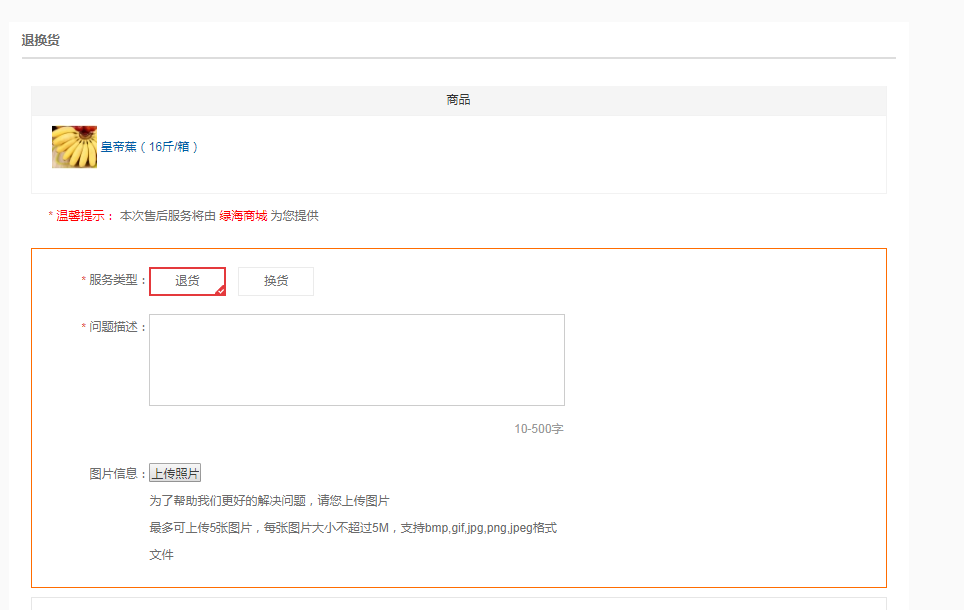 退换货
商品
皇帝蕉（16斤/箱）
* 温馨提示： 本次售后服务将由 绿海商城 为您提供
* 服务类型： 退货 换货
* 问题描述：
10-500字
图片信息： 上传照片
为了帮助我们更好的解决问题，请您上传图片
最多可上传5张图片，每张图片大小不超过5M，支持bmp,gif,jpg,png,jpeg格式
文件